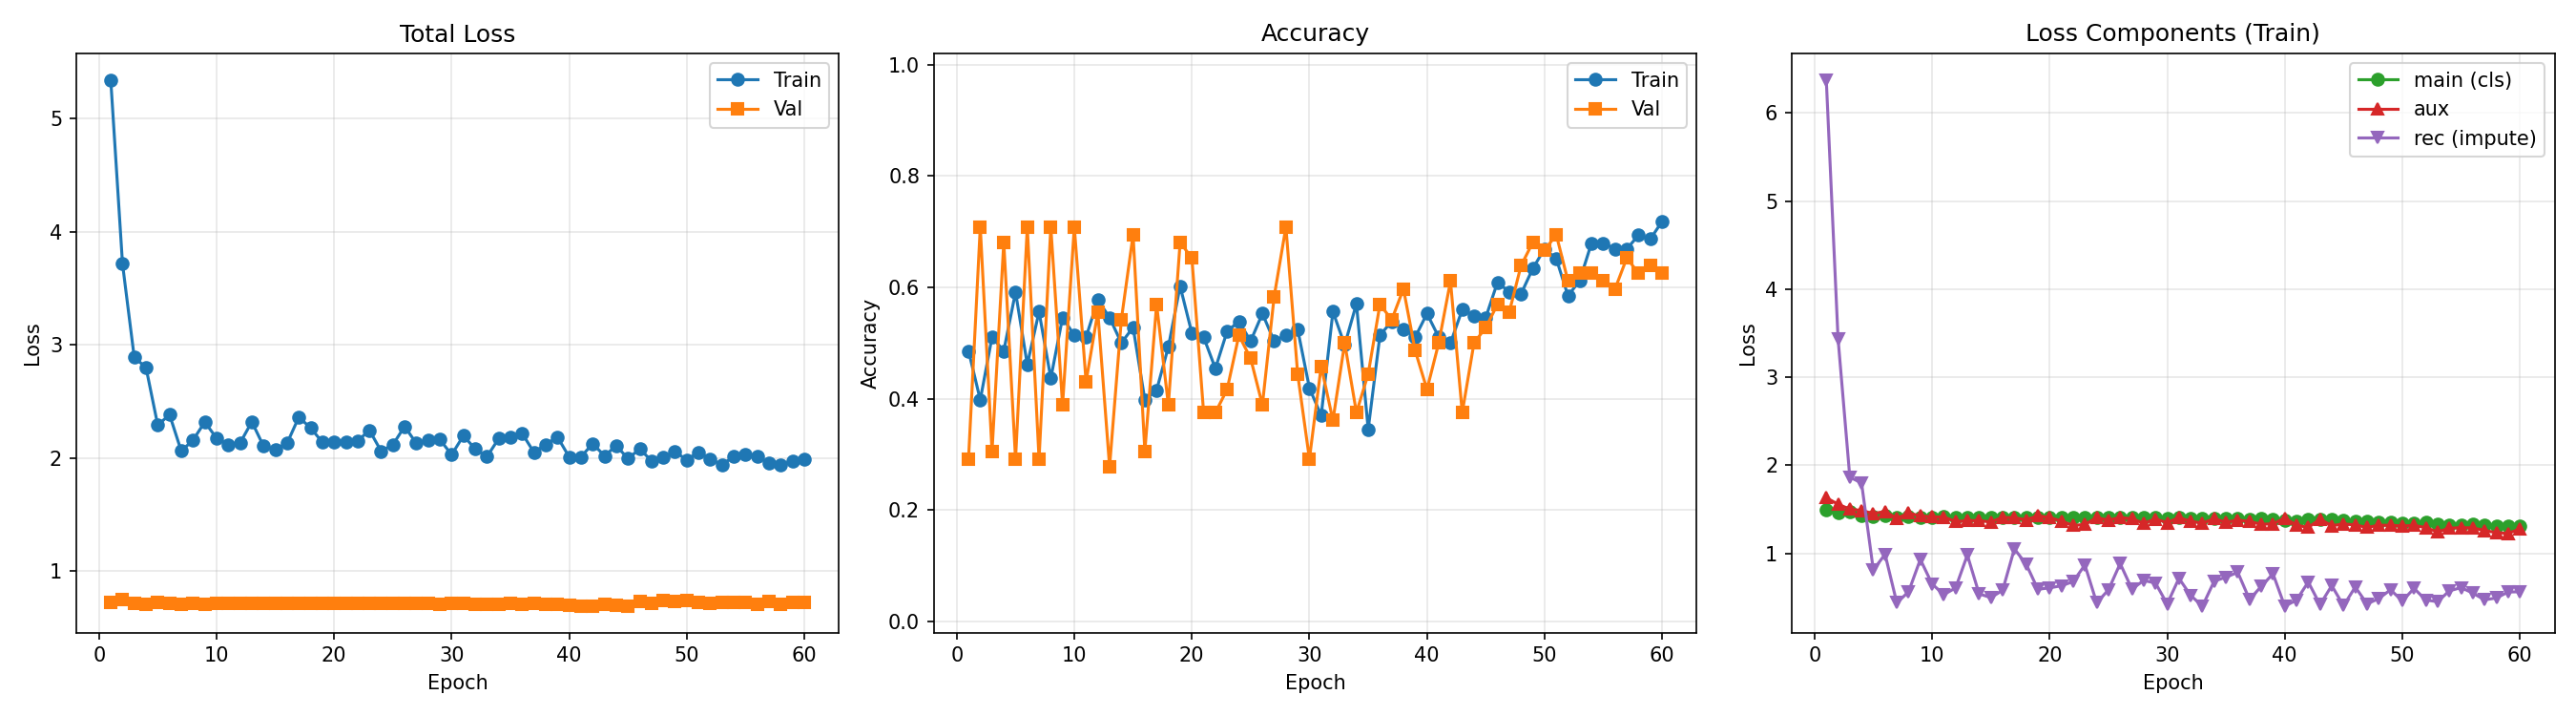 Total Loss
Train
Val
5
4
3
2
1
Loss
0 10 20 30 40 50 60
Epoch
Accuracy
Train
Val
1.0
0.8
0.6
0.4
0.2
0.0
Accuracy
0 10 20 30 40 50 60
Epoch
Loss Components (Train)
main (cls)
aux
rec (impute)
6
5
4
3
2
1
Loss
0 10 20 30 40 50 60
Epoch